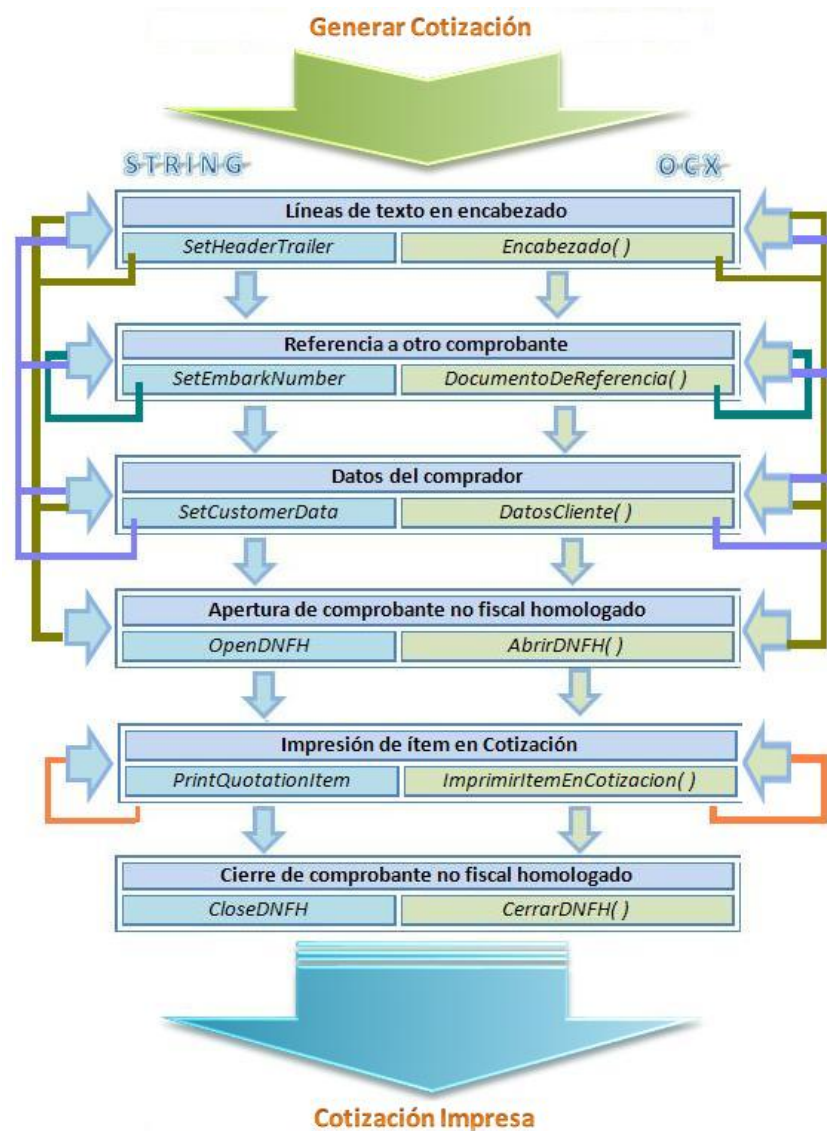 Generar Cotización
STRING OCX
Líneas de texto en encabezado
SetHeaderTrailer Encabezado( )
Referencia a otro comprobante
SetEmbarkNumber DocumentoDeReferencia( )
Datos del comprador
SetCustomerData DatosCliente( )
Apertura de comprobante no fiscal homologado
OpenDNFH AbrirDNFH( )
Impresión de ítem en Cotización
PrintQuotationItem ImprimirItemEnCotizacion( )
Cierre de comprobante no fiscal homologado
CloseDNFH CerrarDNFH( )
Cotización Impresa